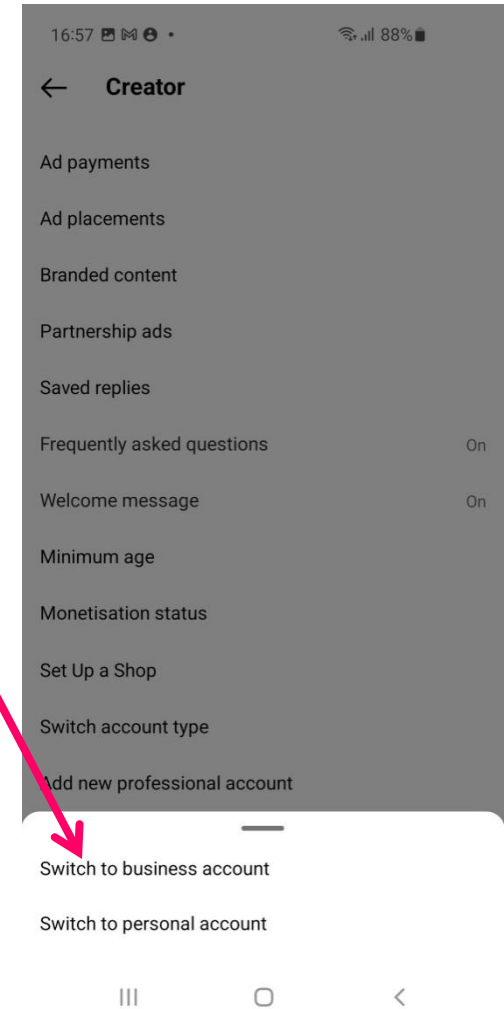 16:57 88%
Creator
Ad payments
Ad placements
Branded content
Partnership ads
Saved replies
Frequently asked questions On
Welcome message On
Minimum age
Monetisation status
Set Up a Shop
Switch account type
Add new professional account
Switch to business account
Switch to personal account